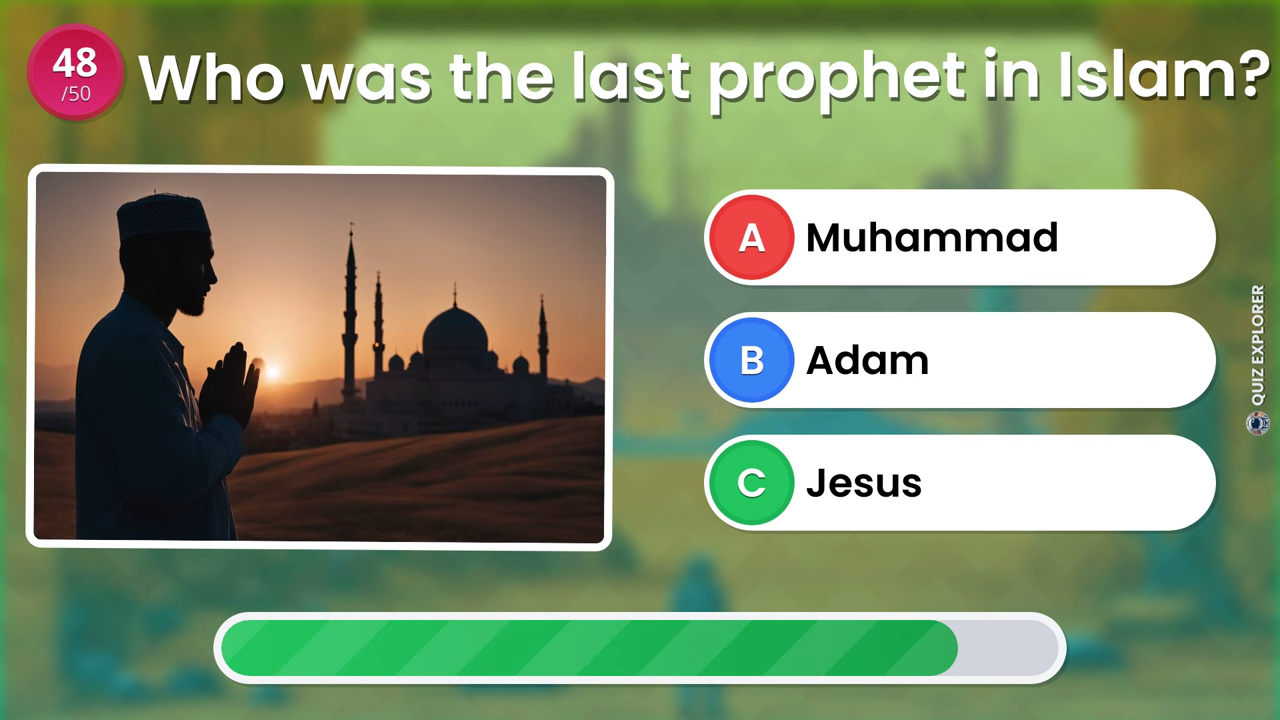 48
/50
Who was the last prophet in Islam?
A Muhammad
B Adam
C Jesus
QUIZ EXPLORER